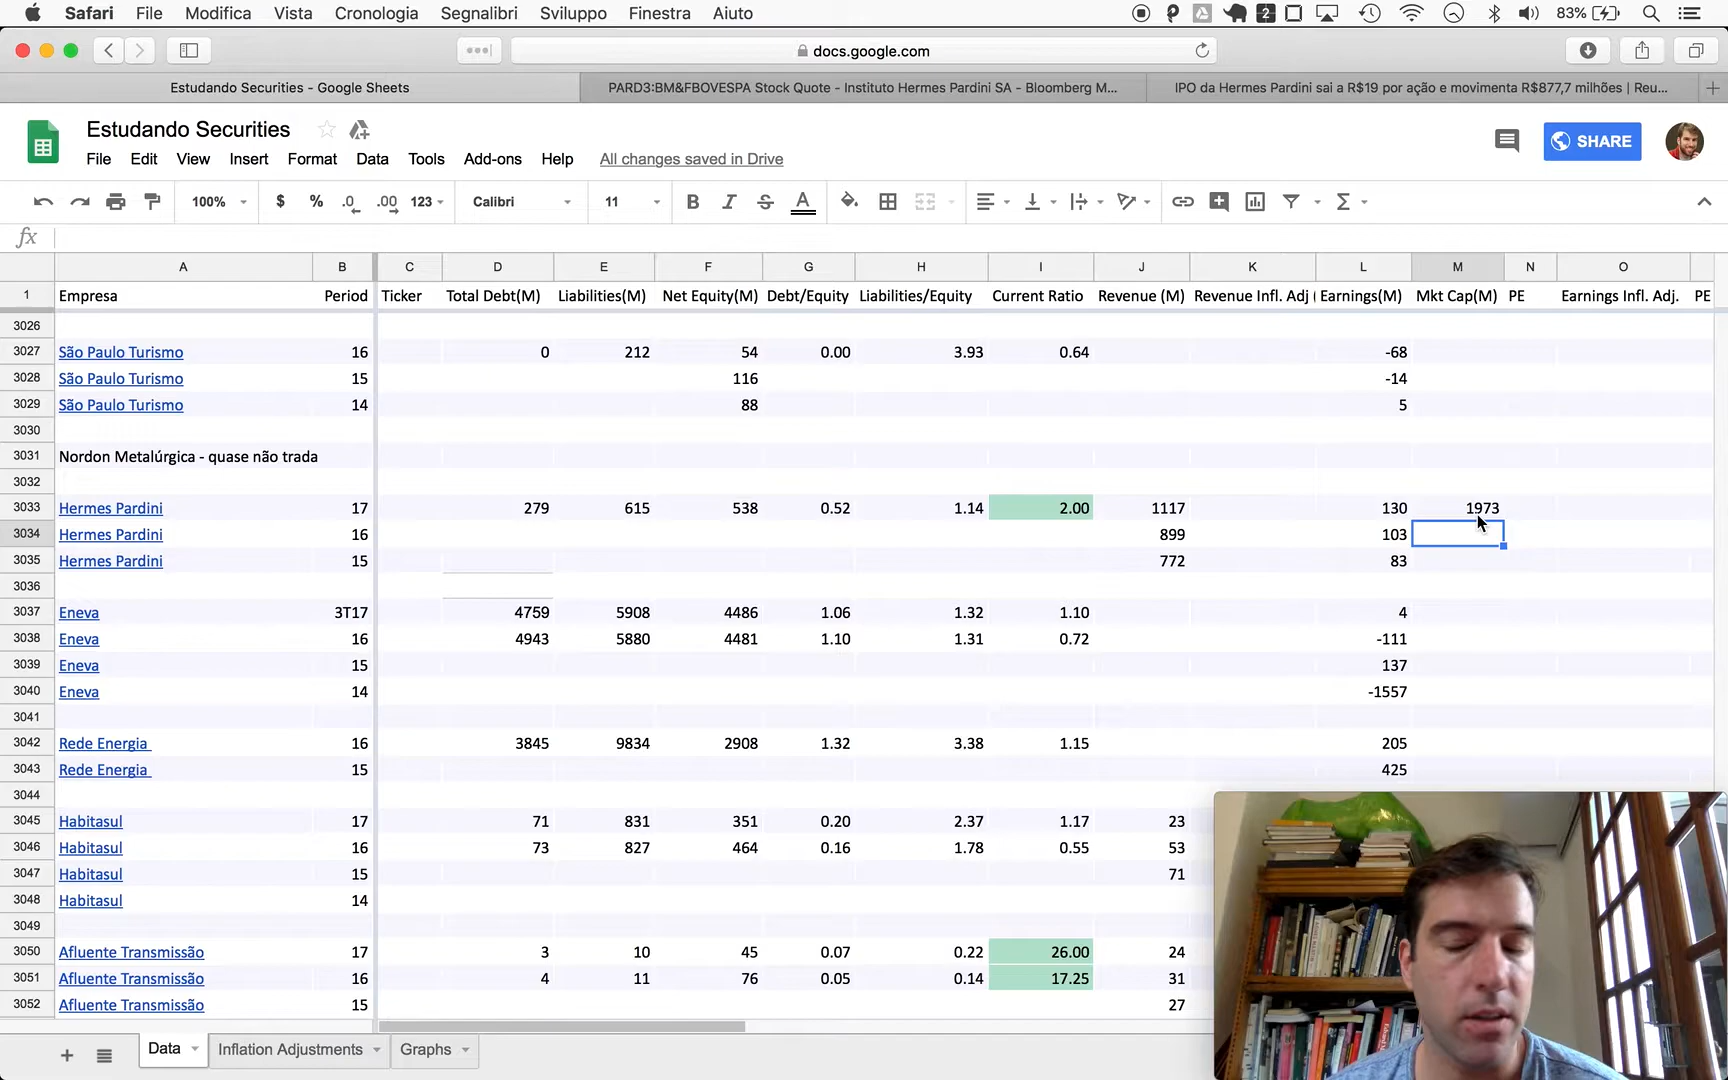 Safari File Modifica Vista Cronologia Segnalibri Sviluppo Finestra Aiuto 2 83%
docs.google.com
Estudando Securities - Google Sheets PARD3:BM&FBOVESPA Stock Quote - Instituto Hermes Pardini SA - Bloomberg M... IPO da Hermes Pardini sai a R$19 por ação e movimenta R$877,7 milhões | Reu...
Estudando Securities
File Edit View Insert Format Data Tools Add-ons Help All changes saved in Drive SHARE
100% $ % .0 .00 123 Calibri 11 B I S A
fx
A B C D E F G H I J K L M N O
1 Empresa Period Ticker Total Debt(M) Liabilities(M) Net Equity(M) Debt/Equity Liabilities/Equity Current Ratio Revenue (M) Revenue Infl. Adj ( Earnings(M) Mkt Cap(M) PE Earnings Infl. Adj. PE
3026
3027 São Paulo Turismo 16 0 212 54 0.00 3.93 0.64 -68
3028 São Paulo Turismo 15 116 -14
3029 São Paulo Turismo 14 88 5
3030
3031 Nordon Metalúrgica - quase não trada
3032
3033 Hermes Pardini 17 279 615 538 0.52 1.14 2.00 1117 130 1973
3034 Hermes Pardini 16 899 103
3035 Hermes Pardini 15 772 83
3036
3037 Eneva 3T17 4759 5908 4486 1.06 1.32 1.10 4
3038 Eneva 16 4943 5880 4481 1.10 1.31 0.72 -111
3039 Eneva 15 137
3040 Eneva 14 -1557
3041
3042 Rede Energia 16 3845 9834 2908 1.32 3.38 1.15 205
3043 Rede Energia 15 425
3044
3045 Habitasul 17 71 831 351 0.20 2.37 1.17 23
3046 Habitasul 16 73 827 464 0.16 1.78 0.55 53
3047 Habitasul 15 71
3048 Habitasul 14
3049
3050 Afluente Transmissão 17 3 10 45 0.07 0.22 26.00 24
3051 Afluente Transmissão 16 4 11 76 0.05 0.14 17.25 31
3052 Afluente Transmissão 15 27
Data Inflation Adjustments Graphs